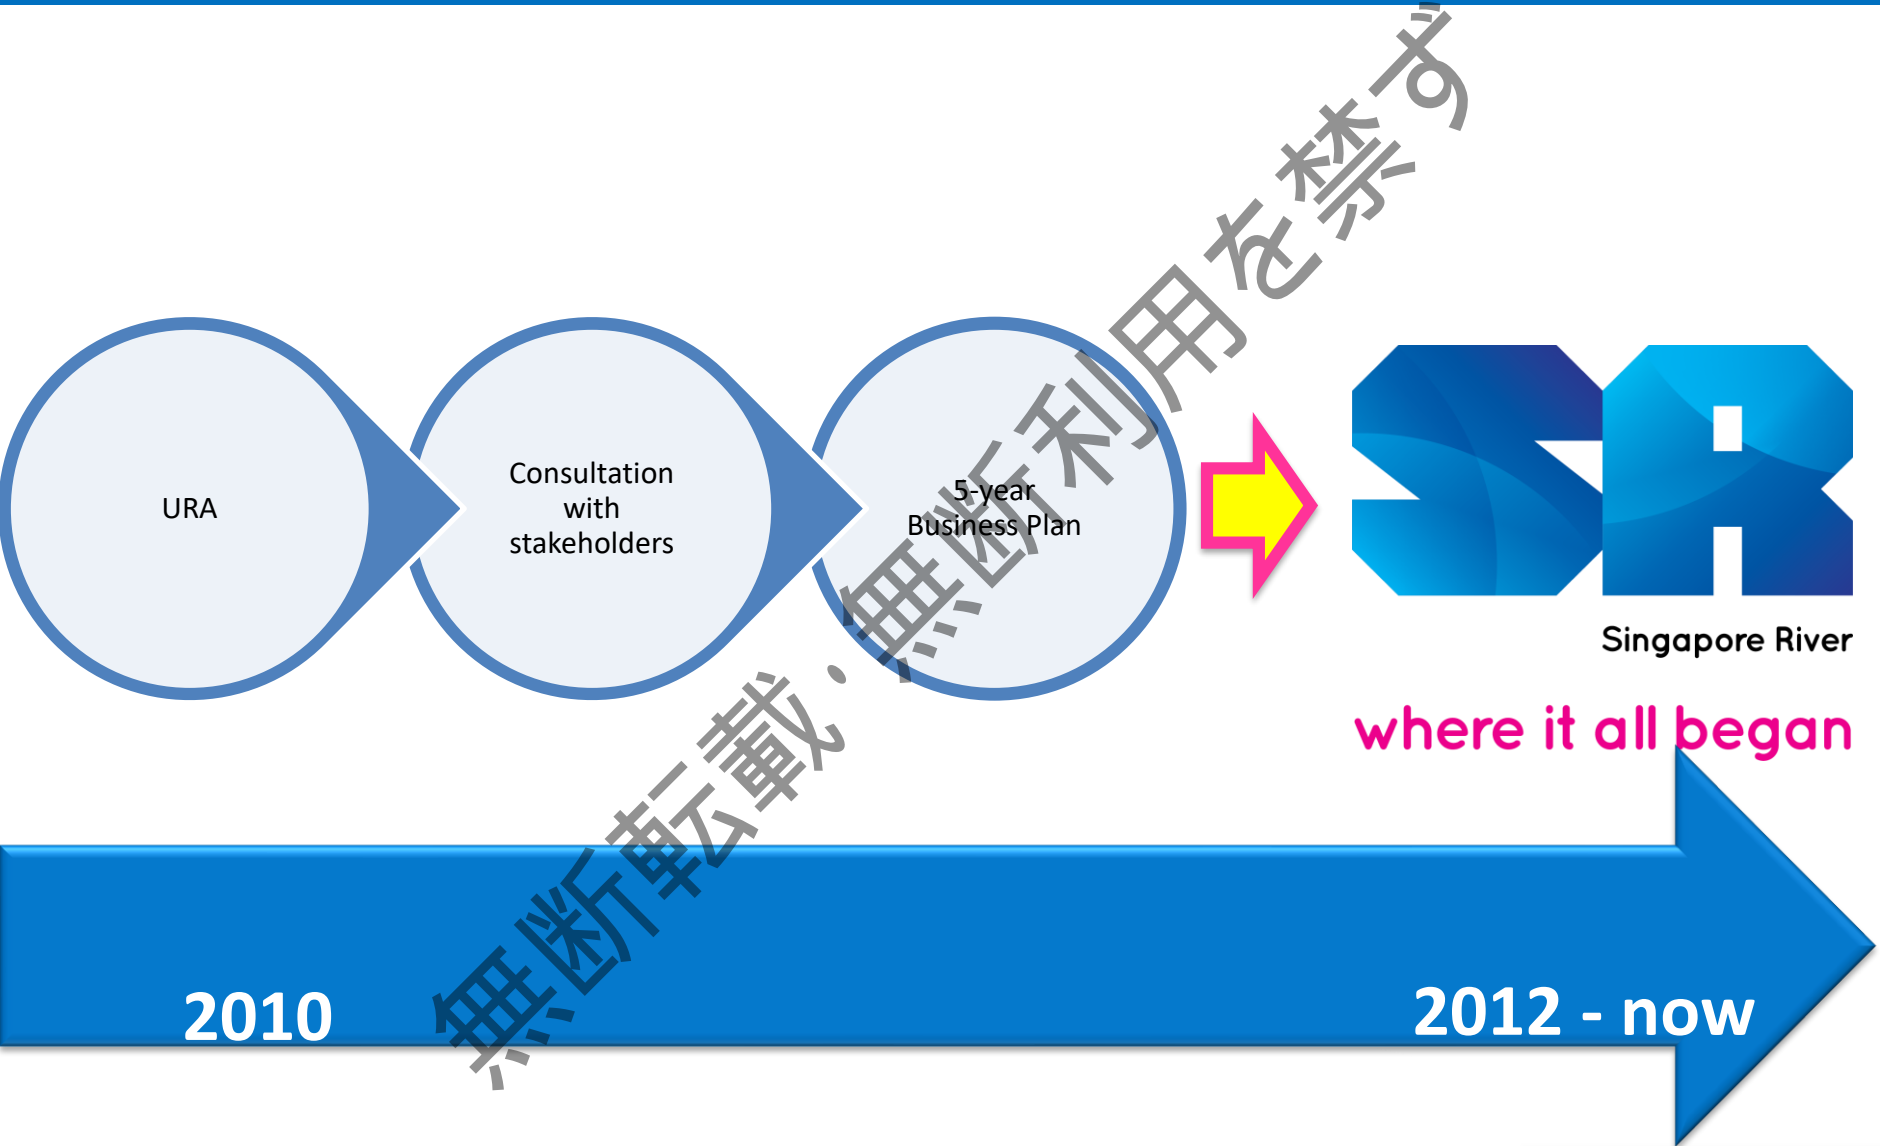 URA
Consultation
with
stakeholders
5-year
Business Plan
SR
Singapore River
where it all began
2010
2012 - now
無断転載・無断利用を禁ず